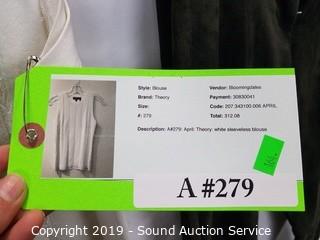 Style: Blouse
Brand: Theory
Size:
#: 279
Vendor: Bloomingdales
Payment: 30830041
Code: 207.343100.006 APRIL
Total: 312.08
Description: A#279: April: Theory: white sleeveless blouse
A #279
Copyright 2019 - Sound Auction Service